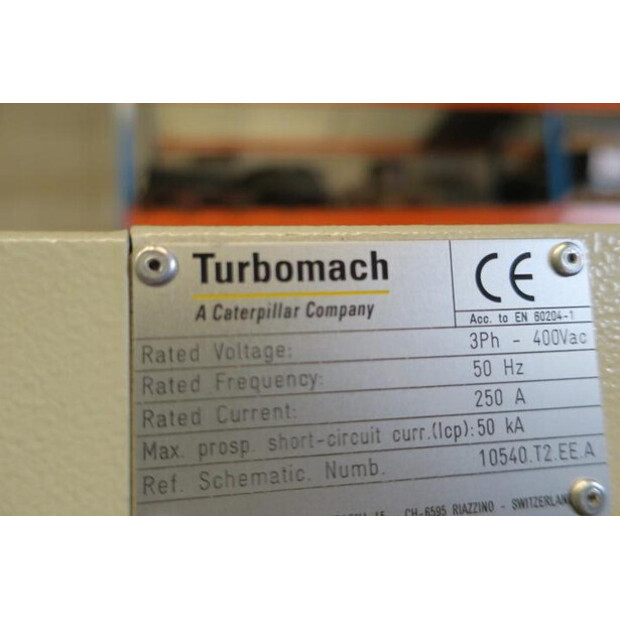 Turbomach
A Caterpillar Company
CE
Acc. to EN 60204-1
Rated Voltage: 3Ph - 400Vac
Rated Frequency: 50 Hz
Rated Current: 250 A
Max. prosp. short-circuit curr.(Icp): 50 kA
Ref. Schematic. Numb. 10540.T2.EE.A
CH-6595 RIAZZINO - SWITZERLAND